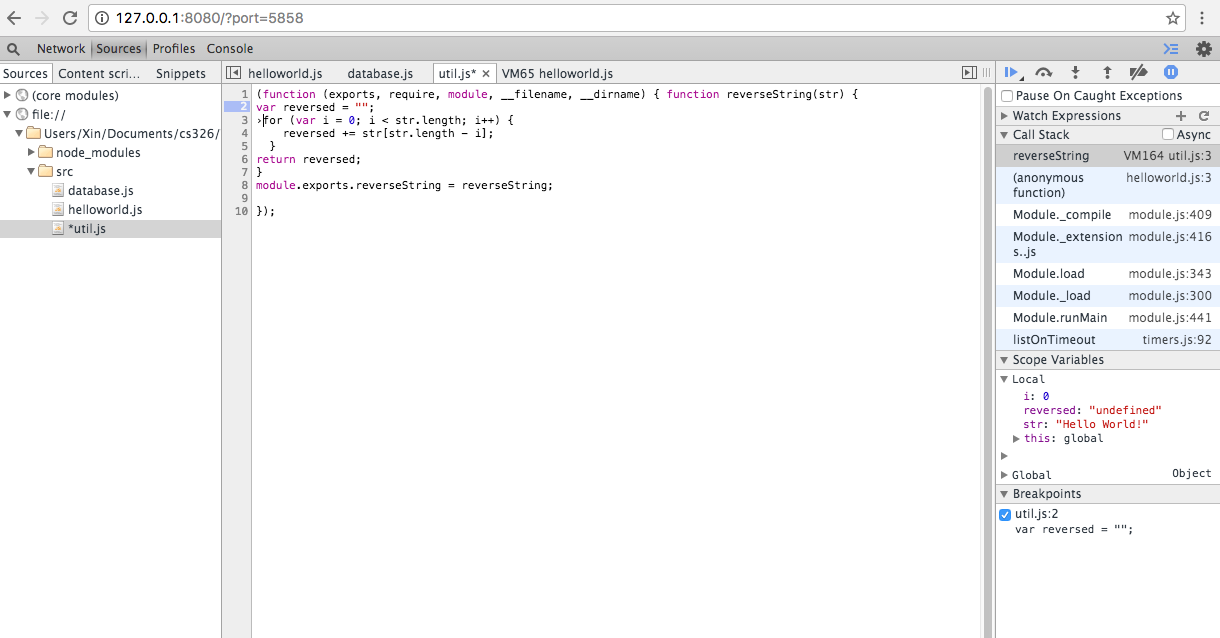 127.0.0.1:8080/?port=5858
Network Sources Profiles Console
Sources Content scri... Snippets
helloworld.js database.js util.js* × VM65 helloworld.js
(core modules)
file://
Users/Xin/Documents/cs326/
node_modules
src
database.js
helloworld.js
*util.js
1 (function (exports, require, module, __filename, __dirname) { function reverseString(str) {
2 var reversed = "";
3 for (var i = 0; i < str.length; i++) {
4 reversed += str[str.length - i];
5 }
6 return reversed;
7 }
8 module.exports.reverseString = reverseString;
9
10 });
Pause On Caught Exceptions
Watch Expressions
Call Stack Async
reverseString VM164 util.js:3
(anonymous function) helloworld.js:3
Module._compile module.js:409
Module._extensions..js module.js:416
Module.load module.js:343
Module._load module.js:300
Module.runMain module.js:441
listOnTimeout timers.js:92
Scope Variables
Local
i: 0
reversed: "undefined"
str: "Hello World!"
this: global
Global Object
Breakpoints
util.js:2
var reversed = "";